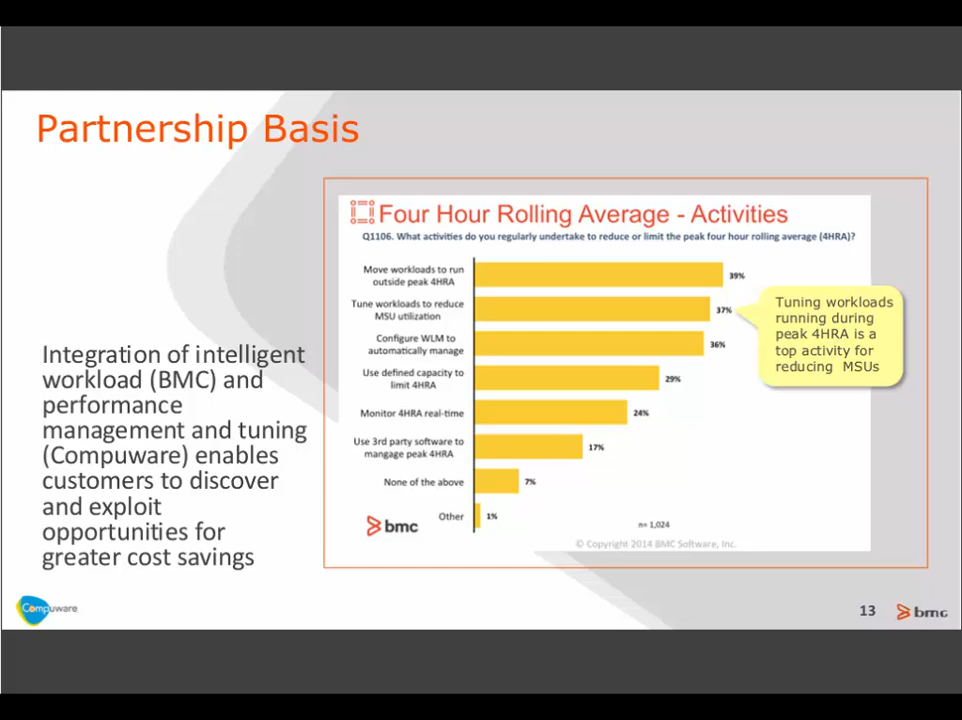 Partnership Basis
Integration of intelligent
workload (BMC) and
performance
management and tuning
(Compuware) enables
customers to discover
and exploit
opportunities for
greater cost savings
Four Hour Rolling Average - Activities
Q1106. What activities do you regularly undertake to reduce or limit the peak four hour rolling average (4HRA)?
Move workloads to run
outside peak 4HRA
39%
Tune workloads to reduce
MSU utilization
37%
Configure WLM to
automatically manage
36%
Use defined capacity to
limit 4HRA
29%
Monitor 4HRA real-time
24%
Use 3rd party software to
mangage peak 4HRA
17%
None of the above
7%
Other
1%
Tuning workloads
running during
peak 4HRA is a
top activity for
reducing MSUs
bmc
n= 1,024
© Copyright 2014 BMC Software, Inc.
Compuware
13
bmc